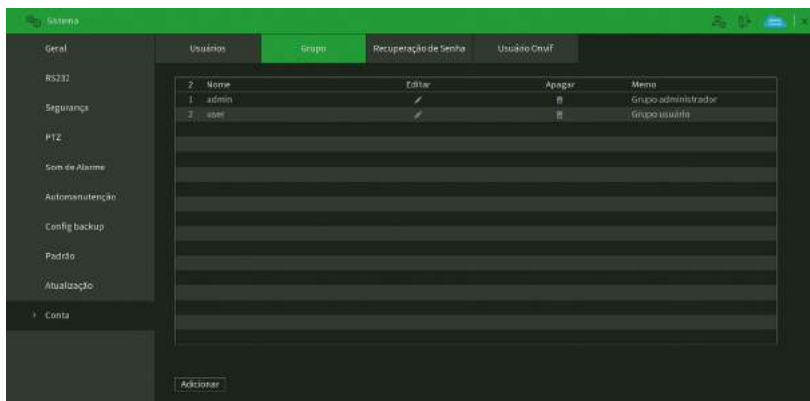 Sistema
Geral
RS232
Segurança
PTZ
Som de Alarme
Automanutenção
Config backup
Padrão
Atualização
Conta
Usuários Grupo Recuperação de Senha Usuário Onvif
2 Nome Editar Apagar Memo
1 admin Grupo administrador
2 user Grupo usuário
Adicionar